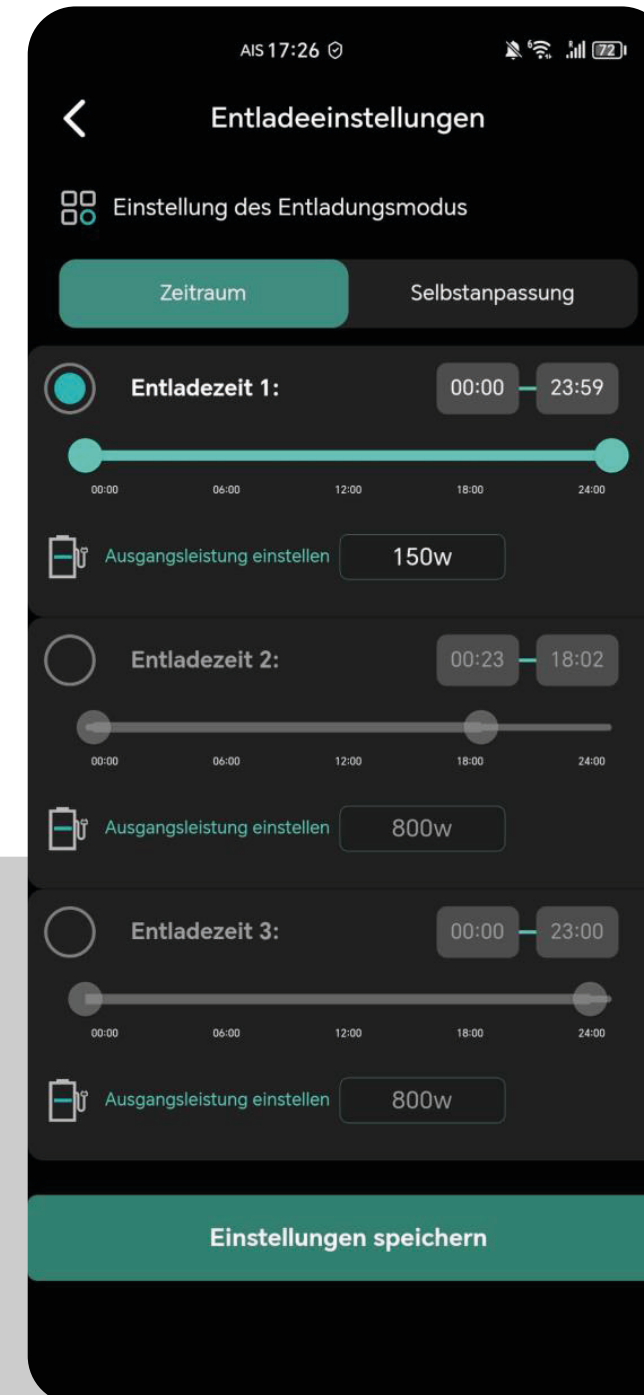 AIS 17:26 72
Entladeeinstellungen
Einstellung des Entladungsmodus
Zeitraum Selbstanpassung
Entladezeit 1: 00:00 – 23:59
00:00 06:00 12:00 18:00 24:00
Ausgangsleistung einstellen 150w
Entladezeit 2: 00:23 – 18:02
00:00 06:00 12:00 18:00 24:00
Ausgangsleistung einstellen 800w
Entladezeit 3: 00:00 – 23:00
00:00 06:00 12:00 18:00 24:00
Ausgangsleistung einstellen 800w
Einstellungen speichern